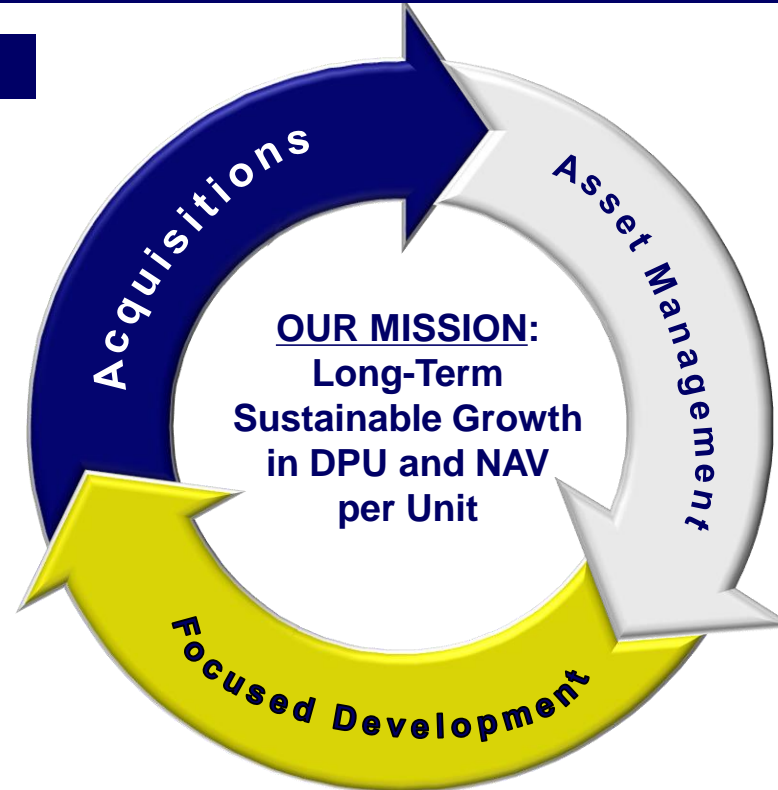 Acquisitions
Asset Management
OUR MISSION:
Long-Term
Sustainable Growth
in DPU and NAV
per Unit
Focused Development